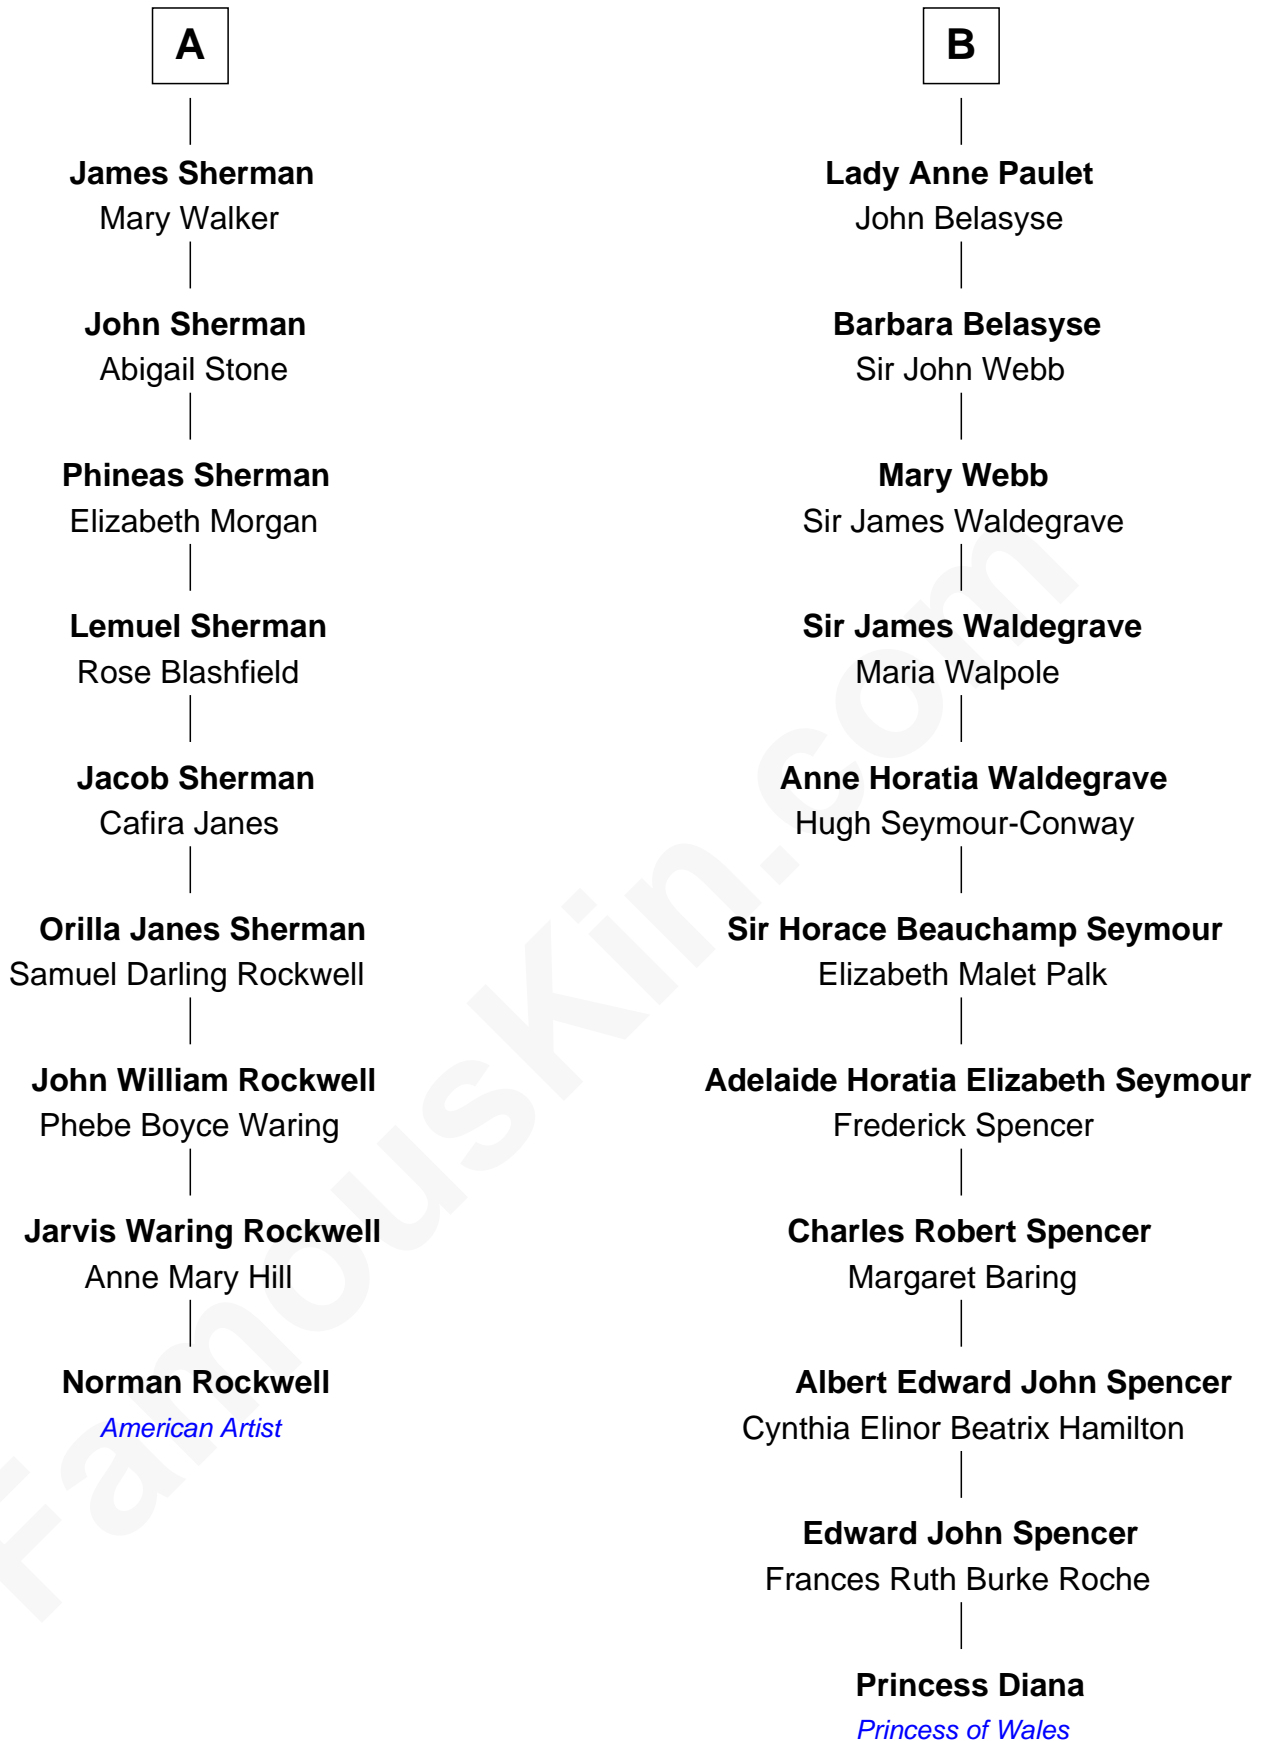 A
James Sherman
Mary Walker
John Sherman
Abigail Stone
Phineas Sherman
Elizabeth Morgan
Lemuel Sherman
Rose Blashfield
Jacob Sherman
Cafira Janes
Orilla Janes Sherman
Samuel Darling Rockwell
John William Rockwell
Phebe Boyce Waring
Jarvis Waring Rockwell
Anne Mary Hill
Norman Rockwell
American Artist
B
Lady Anne Paulet
John Belasyse
Barbara Belasyse
Sir John Webb
Mary Webb
Sir James Waldegrave
Sir James Waldegrave
Maria Walpole
Anne Horatia Waldegrave
Hugh Seymour-Conway
Sir Horace Beauchamp Seymour
Elizabeth Malet Palk
Adelaide Horatia Elizabeth Seymour
Frederick Spencer
Charles Robert Spencer
Margaret Baring
Albert Edward John Spencer
Cynthia Elinor Beatrix Hamilton
Edward John Spencer
Frances Ruth Burke Roche
Princess Diana
Princess of Wales
FamousKin.com